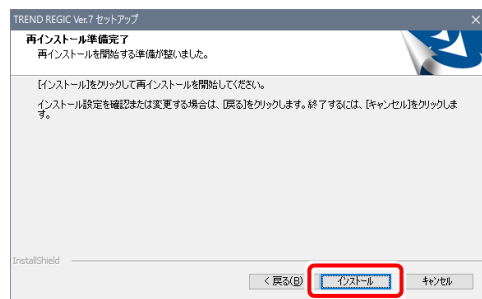 TREND REGIC Ver.7 セットアップ
再インストール準備完了
再インストールを開始する準備が整いました。
[インストール]をクリックして再インストールを開始してください。
インストール設定を確認または変更する場合は、[戻る]をクリックします。終了するには、[キャンセル]をクリックしま
す。
InstallShield
< 戻る(B)
インストール
キャンセル